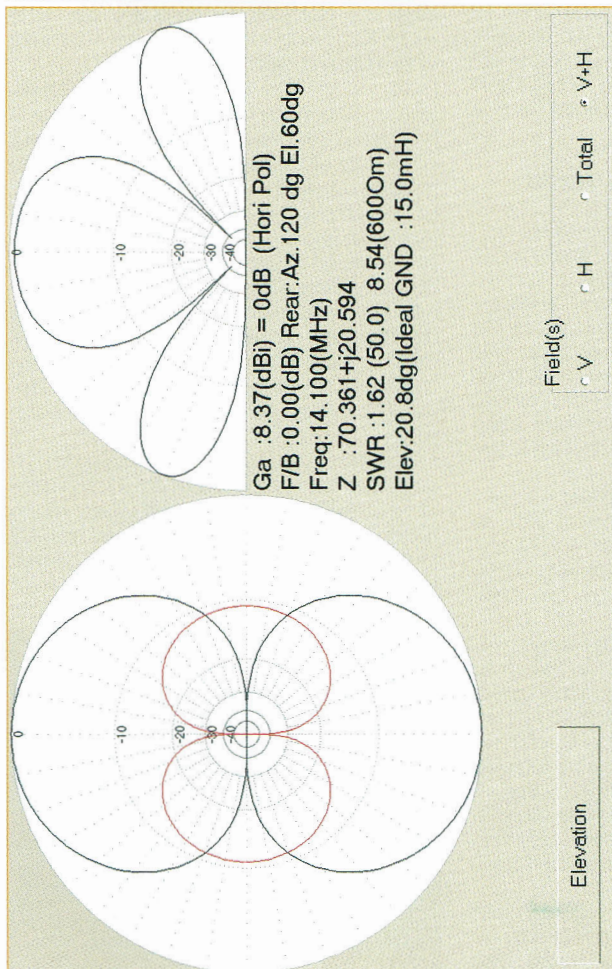 0
-10
-20
-30
-40
0
-10
-20
-30
-40
Ga :8.37(dBi) = 0dB (Hori Pol)
F/B :0.00(dB) Rear:Az.120 dg El.60dg
Freq:14.100(MHz)
Z :70.361+j20.594
SWR :1.62 (50.0) 8.54(600Om)
Elev:20.8dg(Ideal GND :15.0mH)
Elevation
Field(s)
V H Total V+H